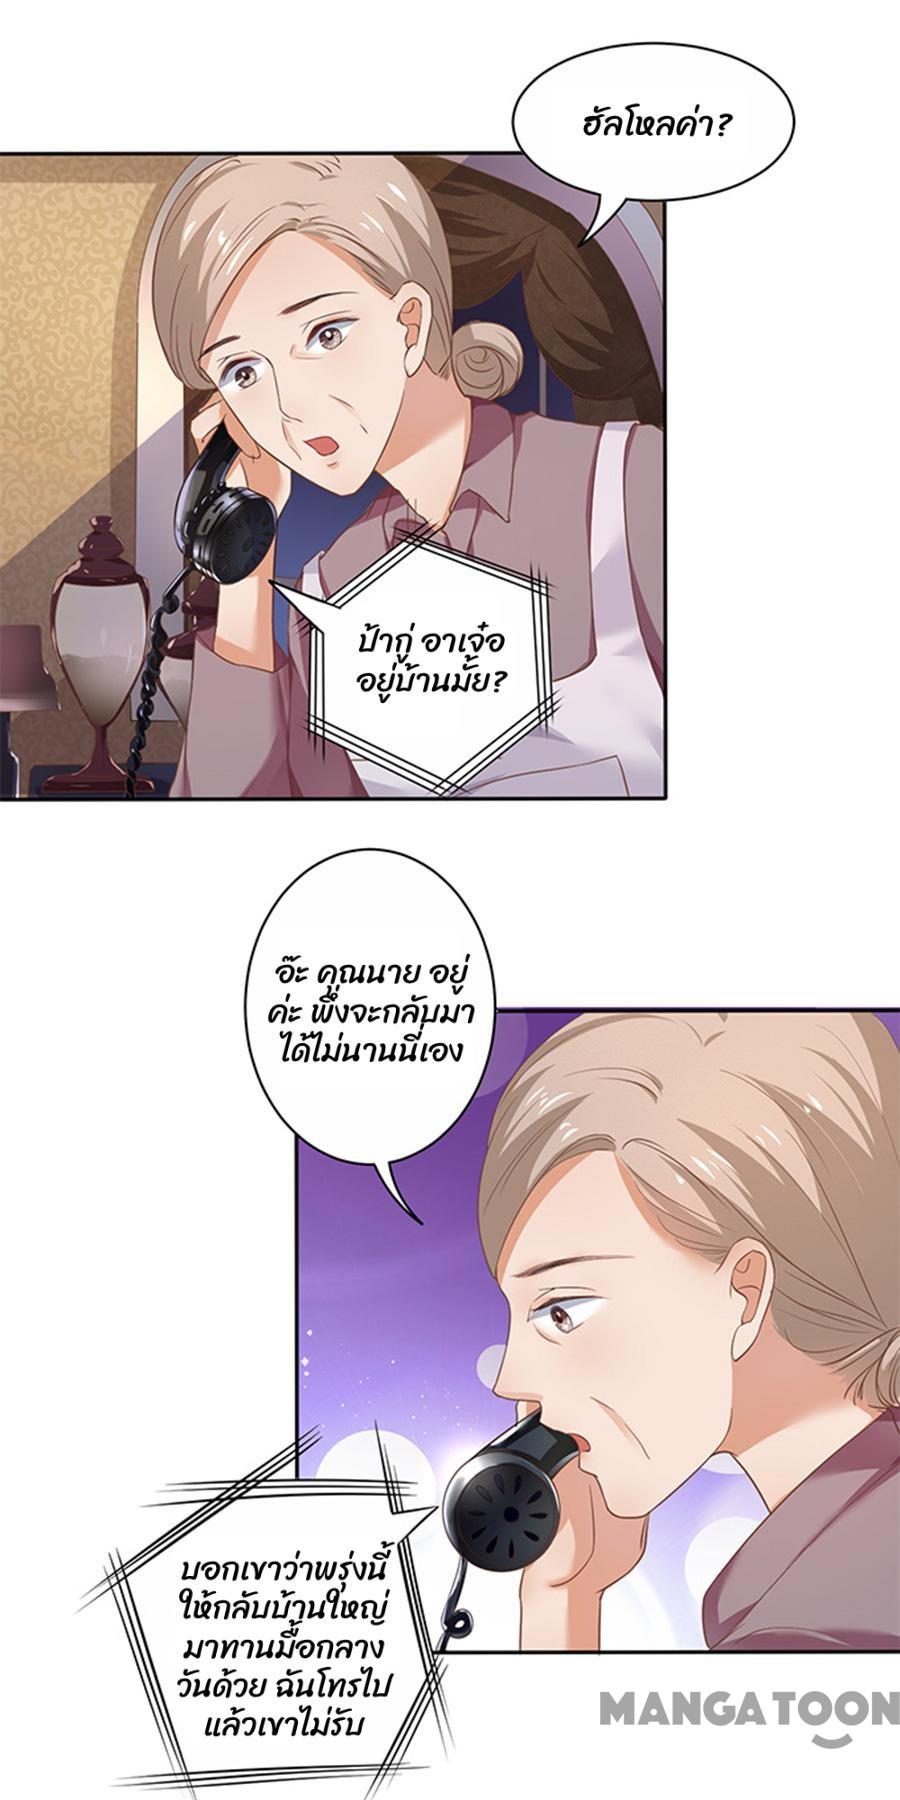 ฮัลโหลค่า?
ป้ากู่ อาเจ๋อ
อยู่บ้านมั้ย?
อ๊ะ คุณนาย อยู่
ค่ะ พึ่งจะกลับมา
ได้ไม่นานนี่เอง
บอกเขาว่าพรุ่งนี้
ให้กลับบ้านใหญ่
มาทานมื้อกลาง
วันด้วย ฉันโทรไป
แล้วเขาไม่รับ
MANGATOON